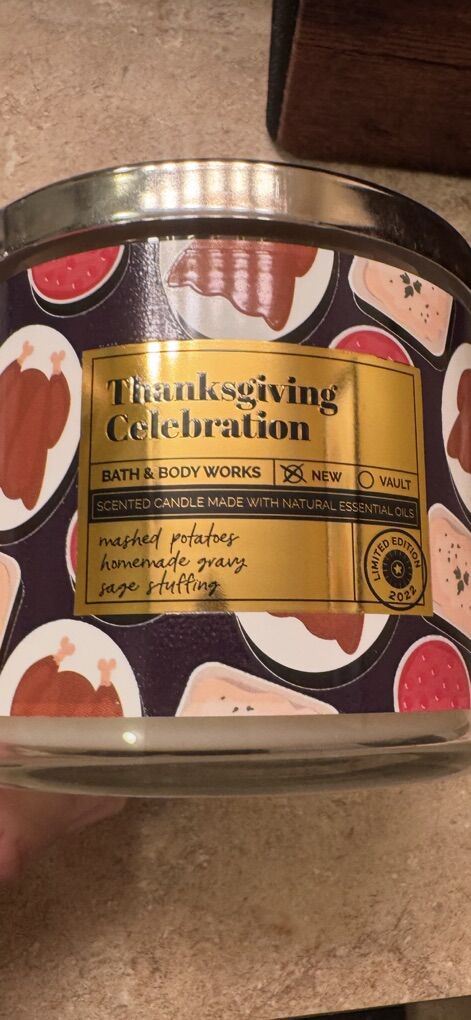 Thanksgiving
Celebration
BATH & BODY WORKS NEW VAULT
SCENTED CANDLE MADE WITH NATURAL ESSENTIAL OILS
mashed potatoes
homemade gravy
sage stuffing
LIMITED EDITION
2022